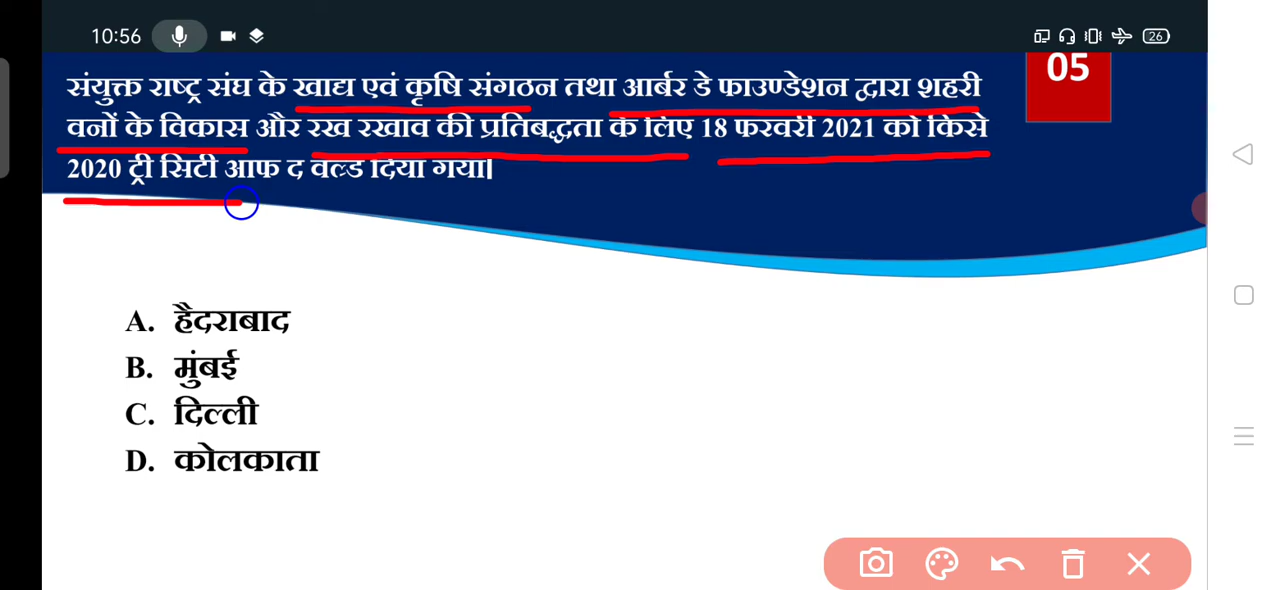 10:56
26
05
संयुक्त राष्ट्र संघ के खाद्य एवं कृषि संगठन तथा आर्बर डे फाउण्डेशन द्वारा शहरी
वनों के विकास और रख रखाव की प्रतिबद्धता के लिए 18 फरवरी 2021 को किसे
2020 ट्री सिटी आफ द वर्ल्ड दिया गया।
A. हैदराबाद
B. मुंबई
C. दिल्ली
D. कोलकाता